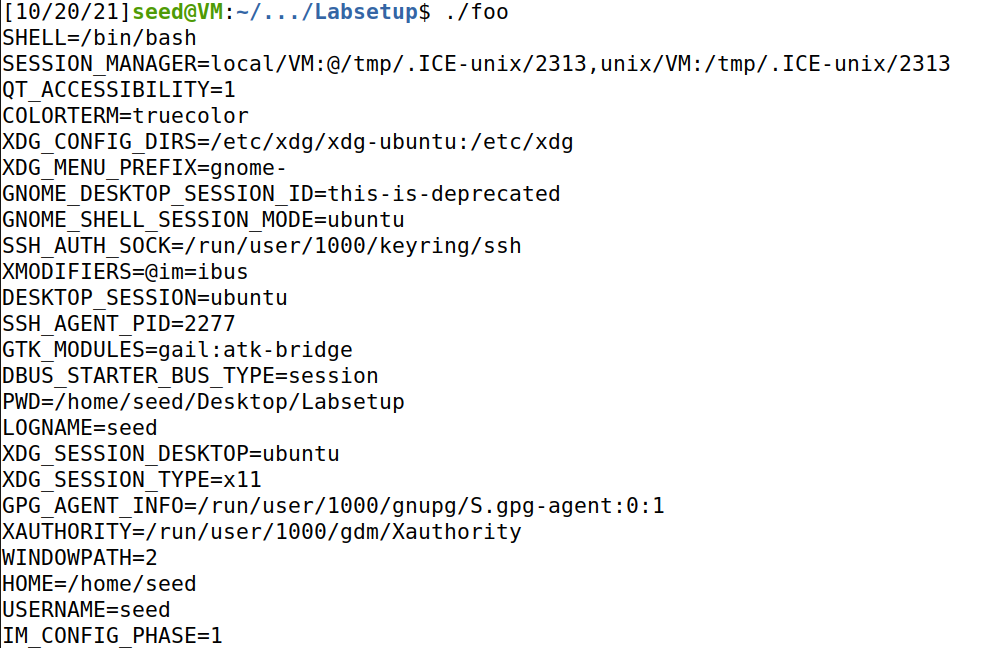 [10/20/21]seed@VM:~/.../Labsetup$ ./foo
SHELL=/bin/bash
SESSION_MANAGER=local/VM:@/tmp/.ICE-unix/2313,unix/VM:/tmp/.ICE-unix/2313
QT_ACCESSIBILITY=1
COLORTERM=truecolor
XDG_CONFIG_DIRS=/etc/xdg/xdg-ubuntu:/etc/xdg
XDG_MENU_PREFIX=gnome-
GNOME_DESKTOP_SESSION_ID=this-is-deprecated
GNOME_SHELL_SESSION_MODE=ubuntu
SSH_AUTH_SOCK=/run/user/1000/keyring/ssh
XMODIFIERS=@im=ibus
DESKTOP_SESSION=ubuntu
SSH_AGENT_PID=2277
GTK_MODULES=gail:atk-bridge
DBUS_STARTER_BUS_TYPE=session
PWD=/home/seed/Desktop/Labsetup
LOGNAME=seed
XDG_SESSION_DESKTOP=ubuntu
XDG_SESSION_TYPE=x11
GPG_AGENT_INFO=/run/user/1000/gnupg/S.gpg-agent:0:1
XAUTHORITY=/run/user/1000/gdm/Xauthority
WINDOWPATH=2
HOME=/home/seed
USERNAME=seed
IM_CONFIG_PHASE=1